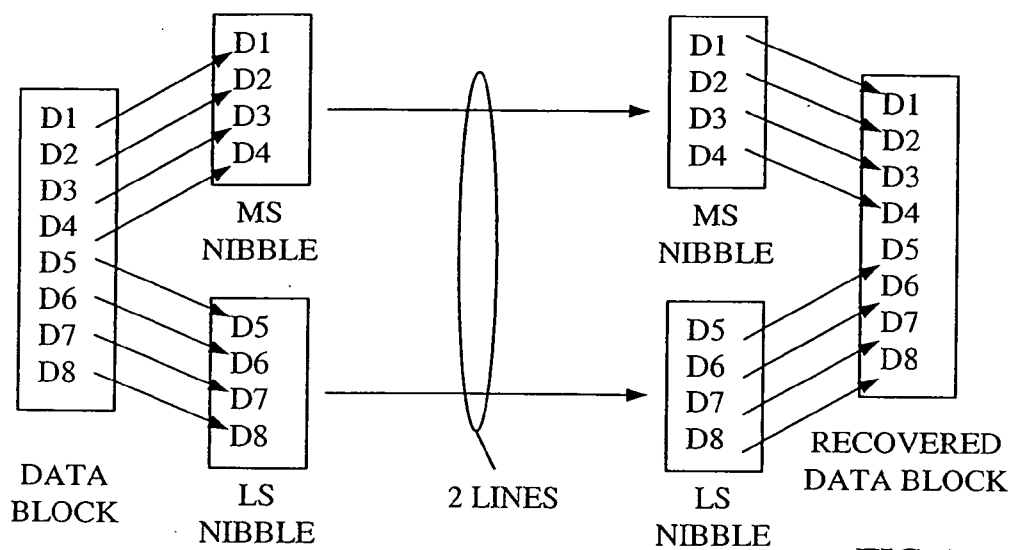 D1
D2
D3
D4
D5
D6
D7
D8
DATA
BLOCK
D1
D2
D3
D4
MS
NIBBLE
D5
D6
D7
D8
LS
NIBBLE
2 LINES
D1
D2
D3
D4
MS
NIBBLE
D5
D6
D7
D8
LS
NIBBLE
D1
D2
D3
D4
D5
D6
D7
D8
RECOVERED
DATA BLOCK